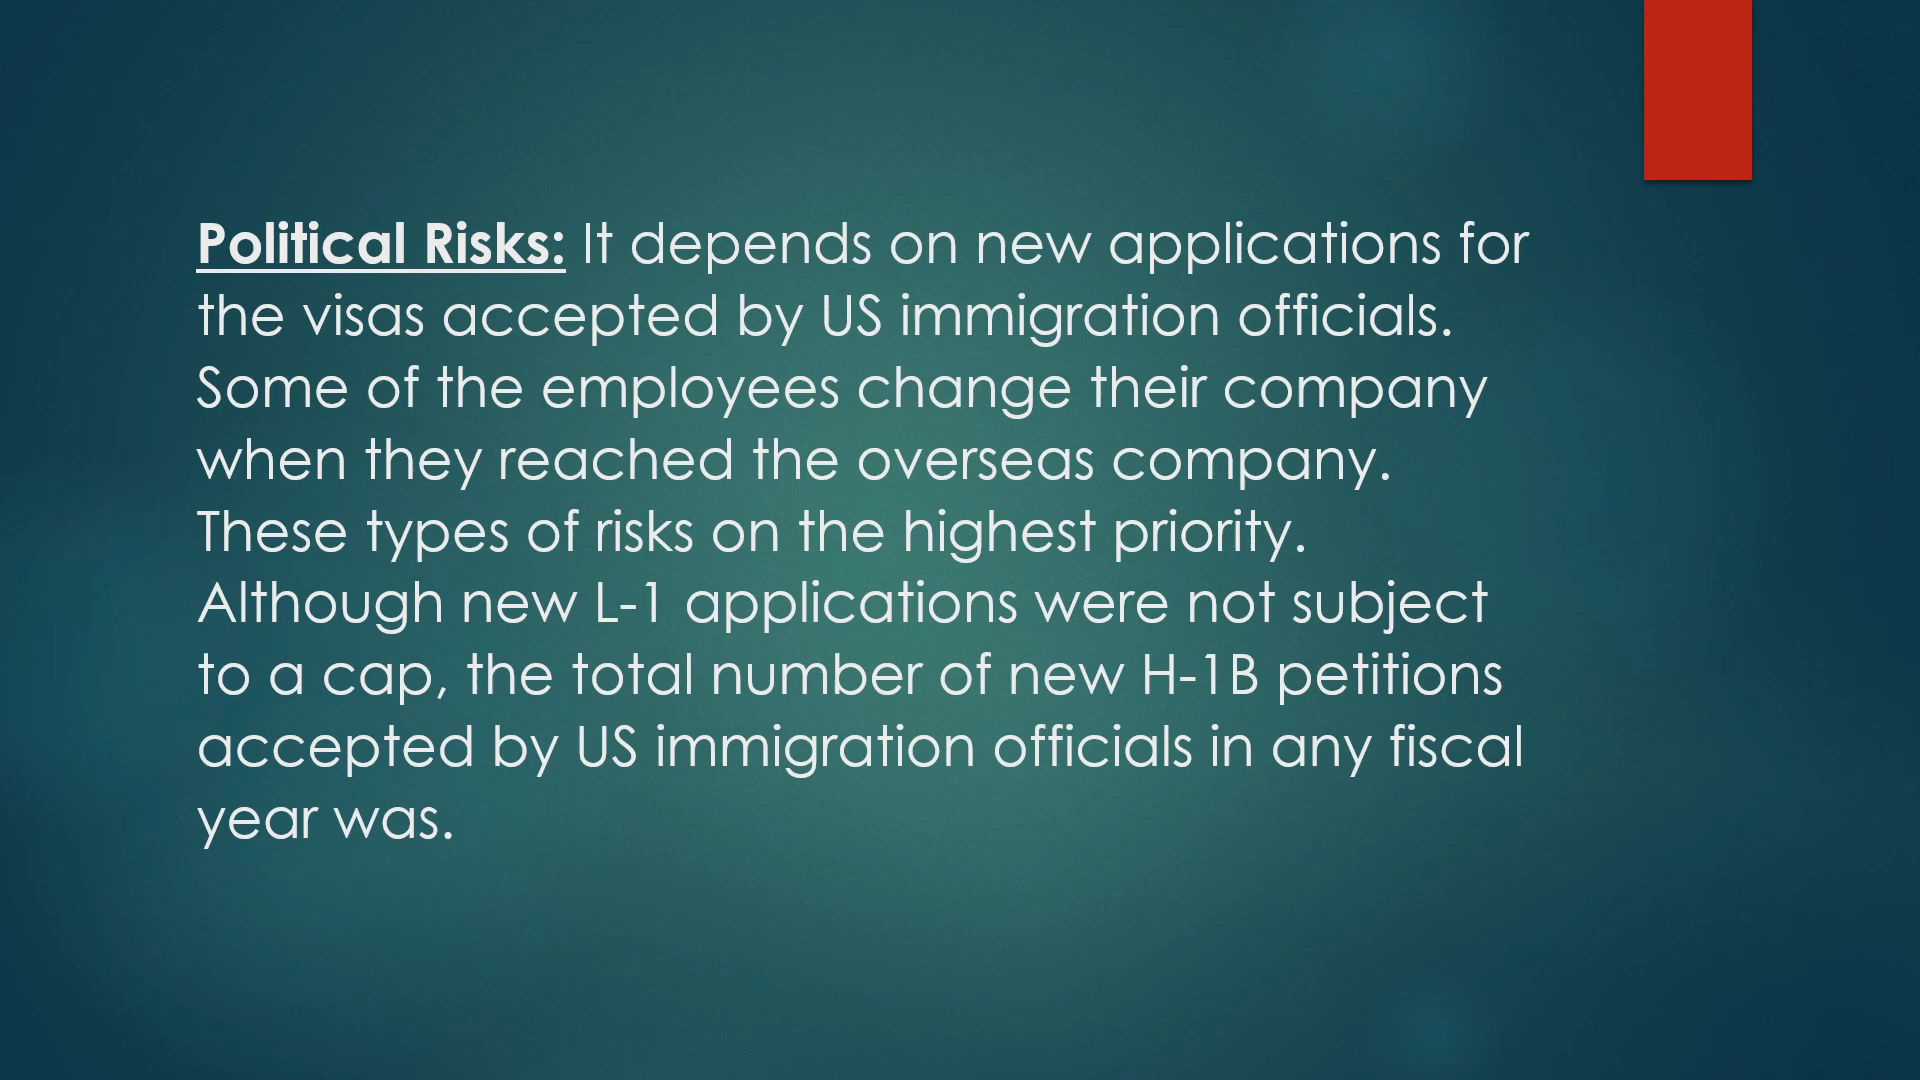 Political Risks: It depends on new applications for
the visas accepted by US immigration officials.
Some of the employees change their company
when they reached the overseas company.
These types of risks on the highest priority.
Although new L-1 applications were not subject
to a cap, the total number of new H-1B petitions
accepted by US immigration officials in any fiscal
year was.